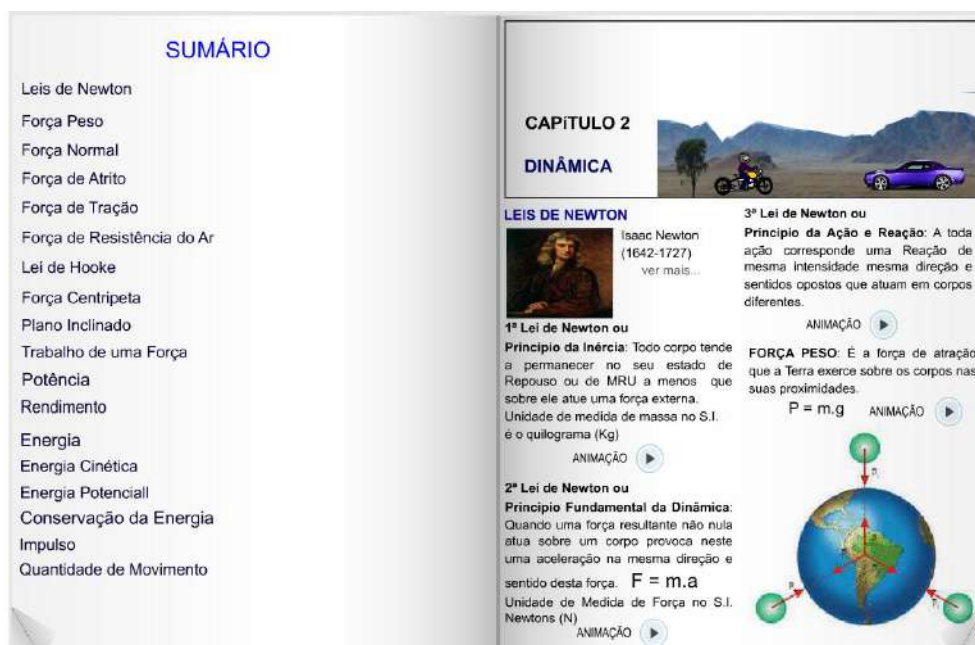 SUMÁRIO
Leis de Newton
Força Peso
Força Normal
Força de Atrito
Força de Tração
Força de Resistência do Ar
Lei de Hooke
Força Centripeta
Plano Inclinado
Trabalho de uma Força
Potência
Rendimento
Energia
Energia Cinética
Energia Potenciall
Conservação da Energia
Impulso
Quantidade de Movimento
CAPíTULO 2
DINÂMICA
LEIS DE NEWTON
Isaac Newton
(1642-1727)
ver mais...
1ª Lei de Newton ou
Principio da Inércia: Todo corpo tende
a permanecer no seu estado de
Repouso ou de MRU a menos que
sobre ele atue uma força externa.
Unidade de medida de massa no S.I.
é o quilograma (Kg)
ANIMAÇÃO
2ª Lei de Newton ou
Principio Fundamental da Dinâmica:
Quando uma força resultante não nula
atua sobre um corpo provoca neste
uma aceleração na mesma direção e
sentido desta força. F = m.a
Unidade de Medida de Força no S.I.
Newtons (N)
ANIMAÇÃO
3ª Lei de Newton ou
Principio da Ação e Reação: A toda
ação corresponde uma Reação de
mesma intensidade mesma direção e
sentidos opostos que atuam em corpos
diferentes.
ANIMAÇÃO
FORÇA PESO: É a força de atração
que a Terra exerce sobre os corpos nas
suas proximidades.
P = m.g ANIMAÇÃO